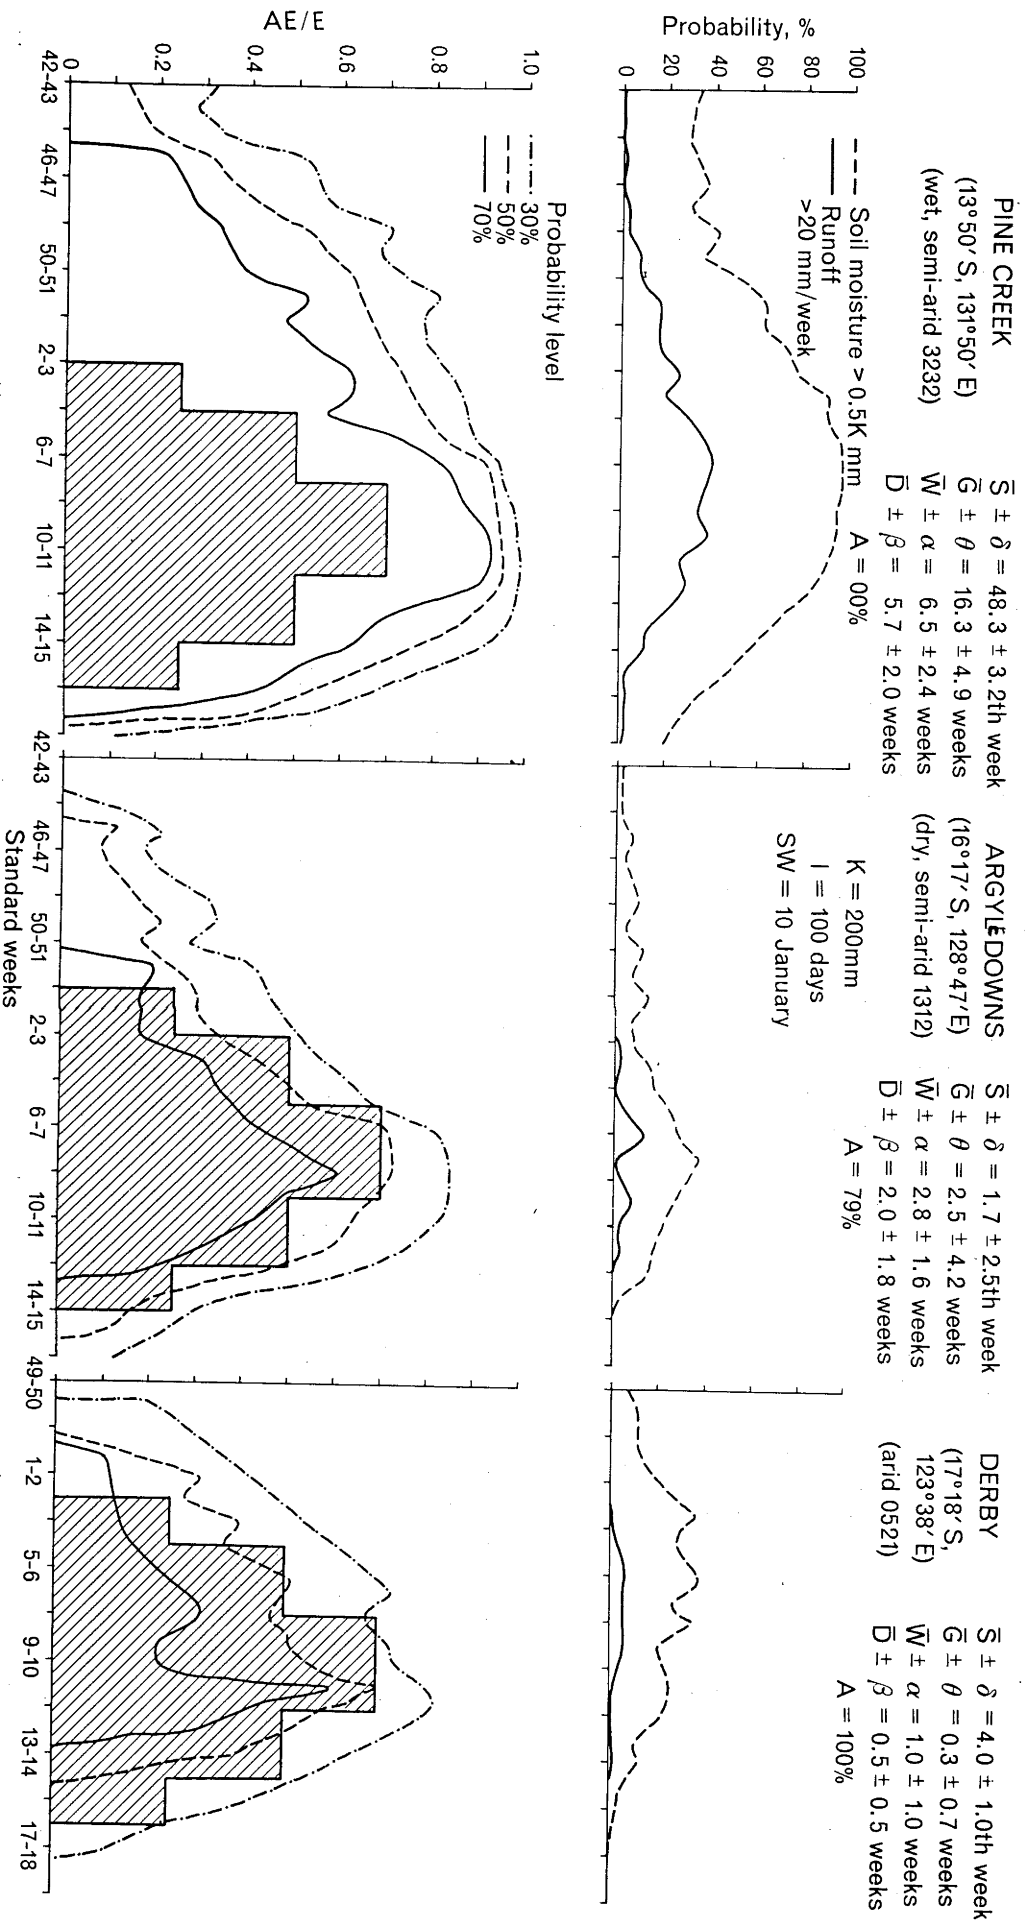 PINE CREEK
(13°50′ S, 131°50′ E)
(wet, semi-arid 3232)
S̅ ± δ = 48.3 ± 3.2th week
G̅ ± θ = 16.3 ± 4.9 weeks
W̅ ± α = 6.5 ± 2.4 weeks
D̅ ± β = 5.7 ± 2.0 weeks
A = 00%
ARGYLE DOWNS
(16°17′ S, 128°47′ E)
(dry, semi-arid 1312)
S̅ ± δ = 1.7 ± 2.5th week
G̅ ± θ = 2.5 ± 4.2 weeks
W̅ ± α = 2.8 ± 1.6 weeks
D̅ ± β = 2.0 ± 1.8 weeks
A = 79%
DERBY
(17°18′ S,
123°38′ E)
(arid 0521)
S̅ ± δ = 4.0 ± 1.0th week
G̅ ± θ = 0.3 ± 0.7 weeks
W̅ ± α = 1.0 ± 1.0 weeks
D̅ ± β = 0.5 ± 0.5 weeks
A = 100%
Probability, %
100
80
60
40
20
0
Soil moisture > 0.5K mm
Runoff
>20 mm/week
K = 200mm
I = 100 days
SW = 10 January
AE/E
1.0
0.8
0.6
0.4
0.2
0
Probability level
30%
50%
70%
42-43 46-47 50-51 2-3 6-7 10-11 14-15
42-43 46-47 50-51 2-3 6-7 10-11 14-15
49-50 1-2 5-6 9-10 13-14 17-18
Standard weeks